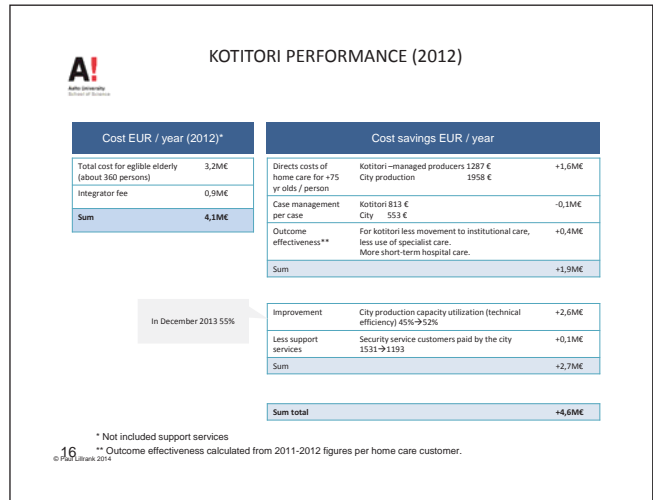 KOTITORI PERFORMANCE (2012)
A!
Aalto University
School of Science
Cost EUR / year (2012)*
Total cost for eglible elderly 3,2M€
(about 360 persons)
Integrator fee 0,9M€
Sum 4,1M€
Cost savings EUR / year
Directs costs of Kotitori –managed producers 1287 € +1,6M€
home care for +75 City production 1958 €
yr olds / person
Case management Kotitori 813 € -0,1M€
per case City 553 €
Outcome For kotitori less movement to institutional care, +0,4M€
effectiveness** less use of specialist care.
More short-term hospital care.
Sum +1,9M€
In December 2013 55%
Improvement City production capacity utilization (technical +2,6M€
efficiency) 45%→52%
Less support Security service customers paid by the city +0,1M€
services 1531→1193
Sum +2,7M€
Sum total +4,6M€
* Not included support services
16 ** Outcome effectiveness calculated from 2011-2012 figures per home care customer.
© Paul Lillrank 2014